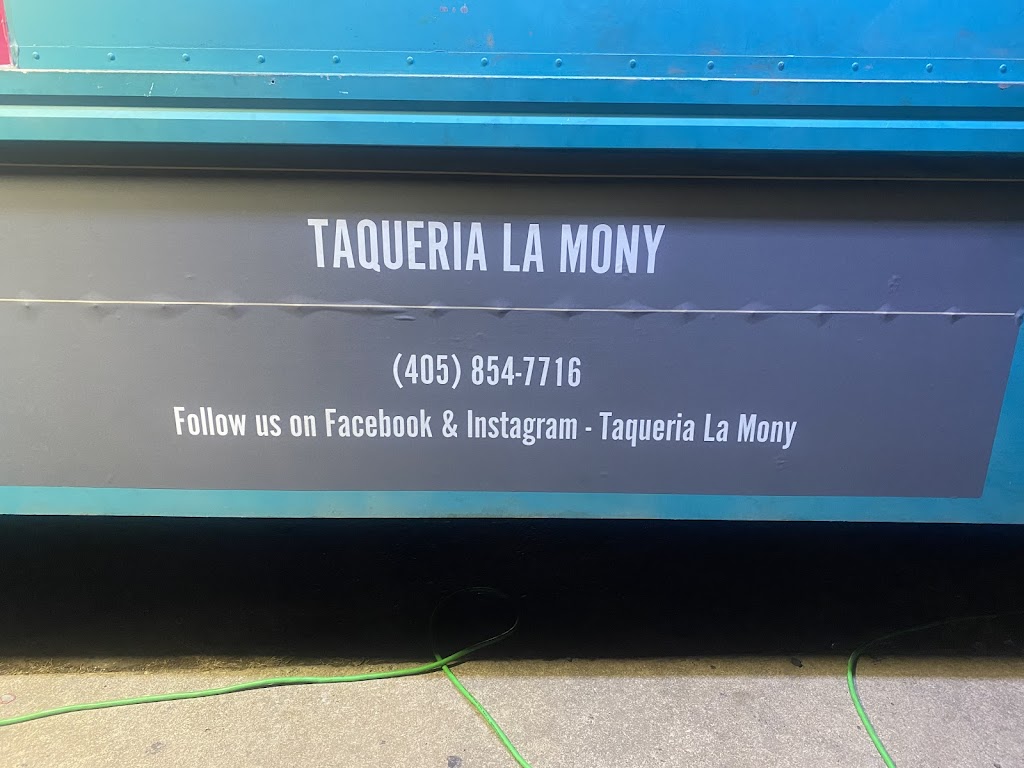 TAQUERIA LA MONY
(405) 854-7716
Follow us on Facebook & Instagram - Taqueria La Mony